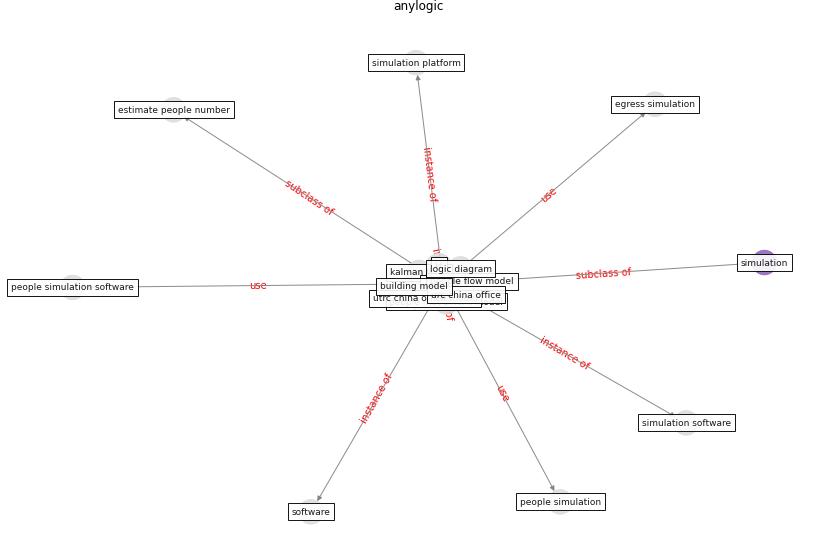 anylogic
simulation platform
estimate people number
egress simulation
instance of
subclass of
use
simulation
logic diagram
kalman
subclass of
flow model
people simulation software
use
building model
china office
utrc china
of
instance of
instance of
use
simulation software
people simulation
software